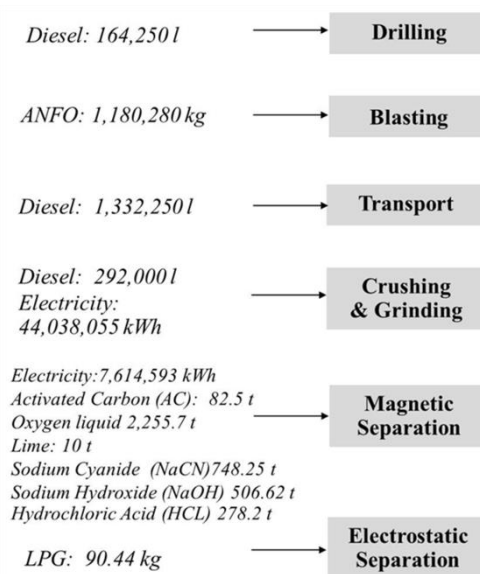 Diesel: 164,250 l
Drilling
ANFO: 1,180,280 kg
Blasting
Diesel: 1,332,250 l
Transport
Diesel: 292,000 l
Electricity:
44,038,055 kWh
Crushing
& Grinding
Electricity:7,614,593 kWh
Activated Carbon (AC): 82.5 t
Oxygen liquid 2,255.7 t
Lime: 10 t
Sodium Cyanide (NaCN)748.25 t
Sodium Hydroxide (NaOH) 506.62 t
Hydrochloric Acid (HCL) 278.2 t
Magnetic
Separation
LPG: 90.44 kg
Electrostatic
Separation